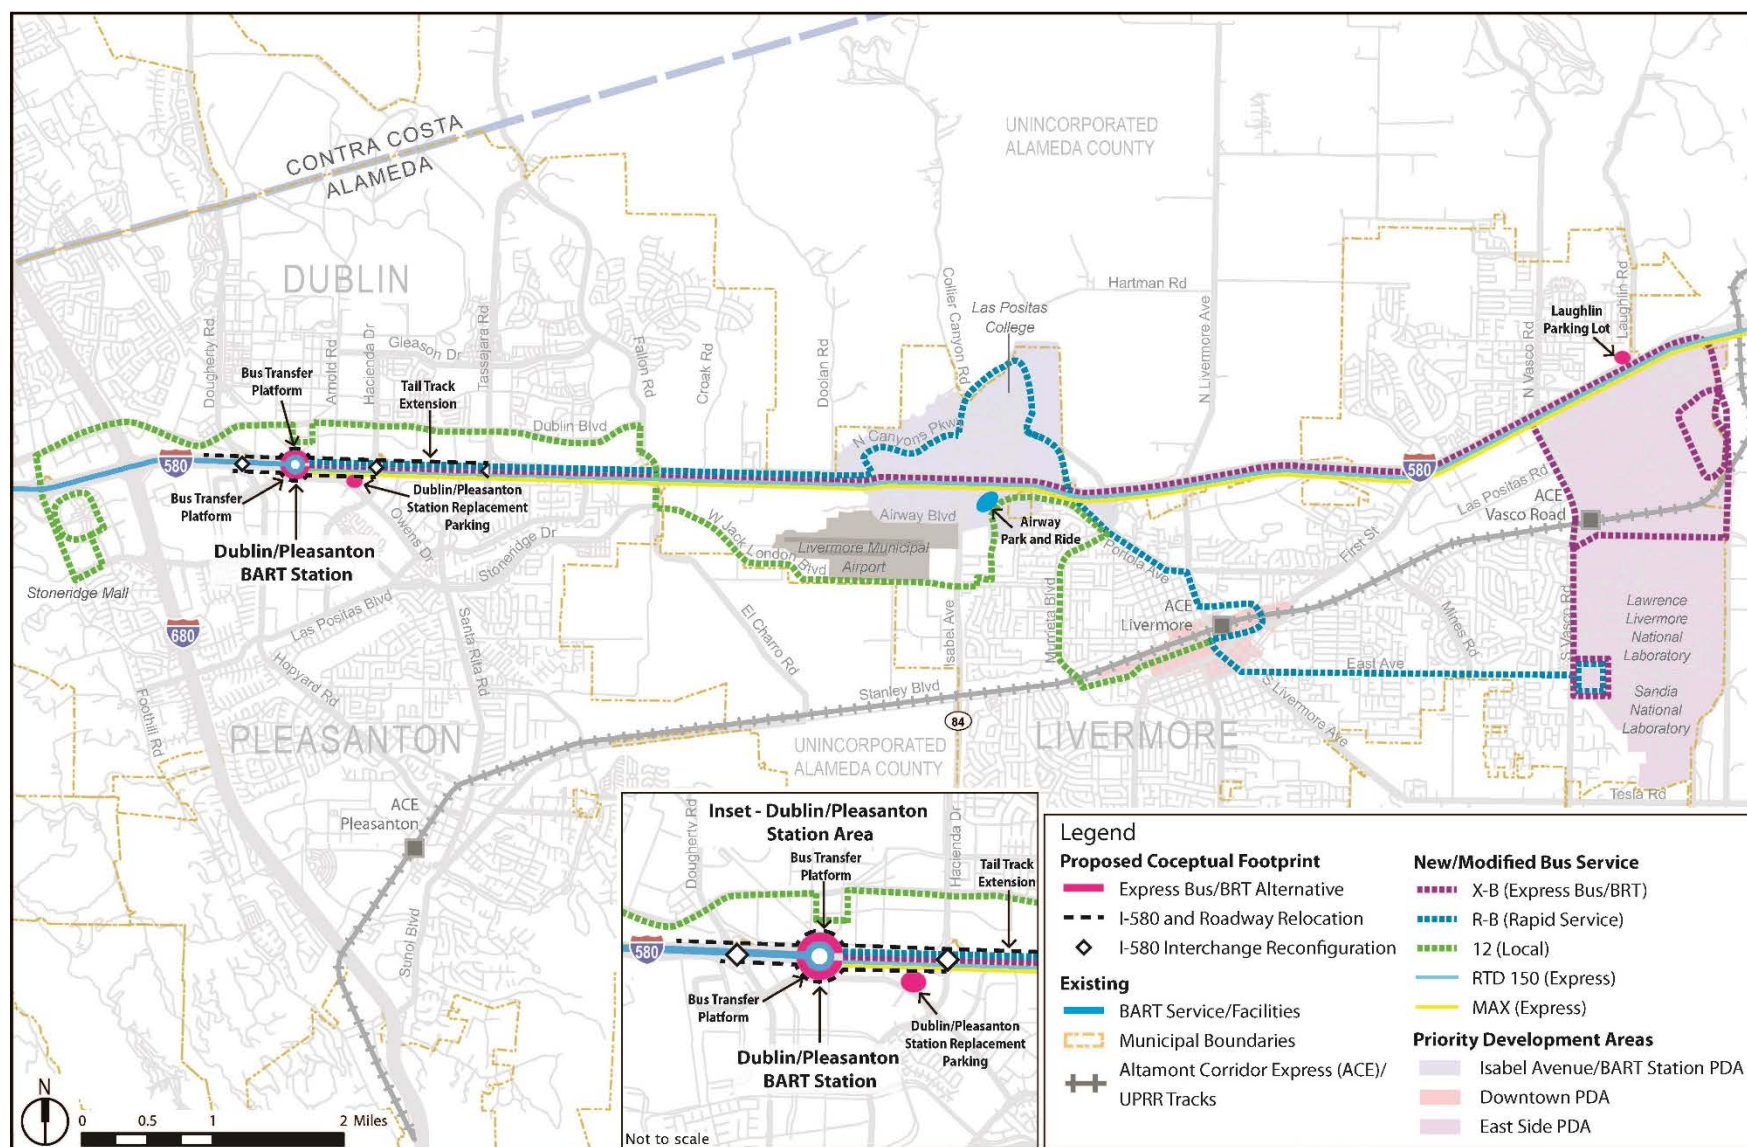 CONTRA COSTA
ALAMEDA
UNINCORPORATED
ALAMEDA COUNTY
DUBLIN
Dougherty Rd
Arnold Rd
Hacienda Dr
Gleason Dr
Tassajara Rd
Fallon Rd
Croak Rd
Doolan Rd
Collier Canyon Rd
Las Positas
College
Hartman Rd
N Livermore Ave
N Vasco Rd
Laughlin Rd
Laughlin
Parking Lot
Bus Transfer
Platform
Tail Track
Extension
Dublin Blvd
N Canyons Pkwy
580
580
Las Positas Rd
ACE
Vasco Road
Bus Transfer
Platform
Dublin/Pleasanton
Station Replacement
Parking
Owens Dr
Stoneridge Dr
Dublin/Pleasanton
BART Station
W Jack London
Blvd
Airway Blvd
Livermore Municipal
Airport
Airway
Park and Ride
Portola Ave
First St
Stoneridge Mall
680
Las Positas Blvd
Santa Rita Rd
El Charro Rd
Isabel Ave
Murrieta Blvd
ACE
Livermore
Mines Rd
S Vasco Rd
Lawrence
Livermore
National
Laboratory
Sandia
National
Laboratory
East Ave
S Livermore Ave
Hopyard Rd
Foothill Rd
Stanley Blvd
84
PLEASANTON
UNINCORPORATED
ALAMEDA COUNTY
LIVERMORE
Tesla Rd
ACE
Pleasanton
Sunol Blvd
Inset - Dublin/Pleasanton
Station Area
Dougherty Rd
Bus Transfer
Platform
Hacienda Dr
Tail Track
Extension
580
Bus Transfer
Platform
Dublin/Pleasanton
Station Replacement
Parking
Dublin/Pleasanton
BART Station
Not to scale
N
0 0.5 1 2 Miles
Legend
Proposed Coceptual Footprint
Express Bus/BRT Alternative
I-580 and Roadway Relocation
I-580 Interchange Reconfiguration
Existing
BART Service/Facilities
Municipal Boundaries
Altamont Corridor Express (ACE)/
UPRR Tracks
New/Modified Bus Service
X-B (Express Bus/BRT)
R-B (Rapid Service)
12 (Local)
RTD 150 (Express)
MAX (Express)
Priority Development Areas
Isabel Avenue/BART Station PDA
Downtown PDA
East Side PDA